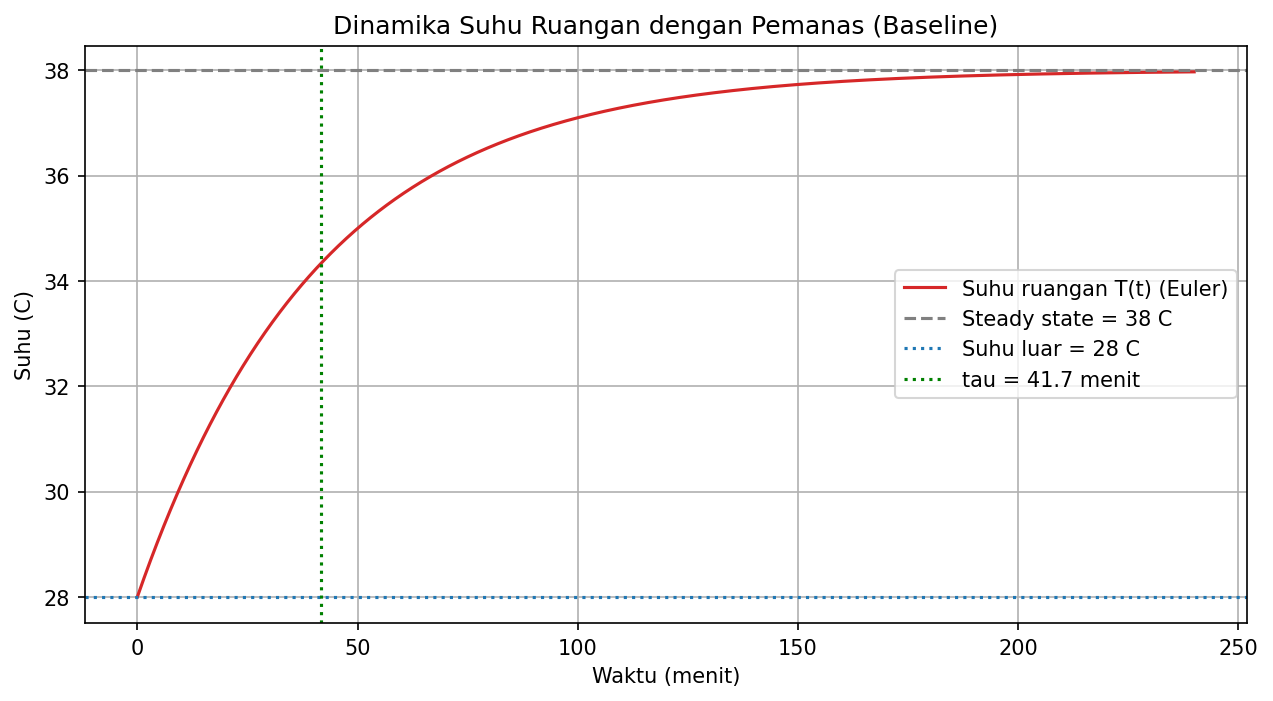 Dinamika Suhu Ruangan dengan Pemanas (Baseline)
Suhu (C)
38
36
34
32
30
28
Suhu ruangan T(t) (Euler)
Steady state = 38 C
Suhu luar = 28 C
tau = 41.7 menit
0 50 100 150 200 250
Waktu (menit)